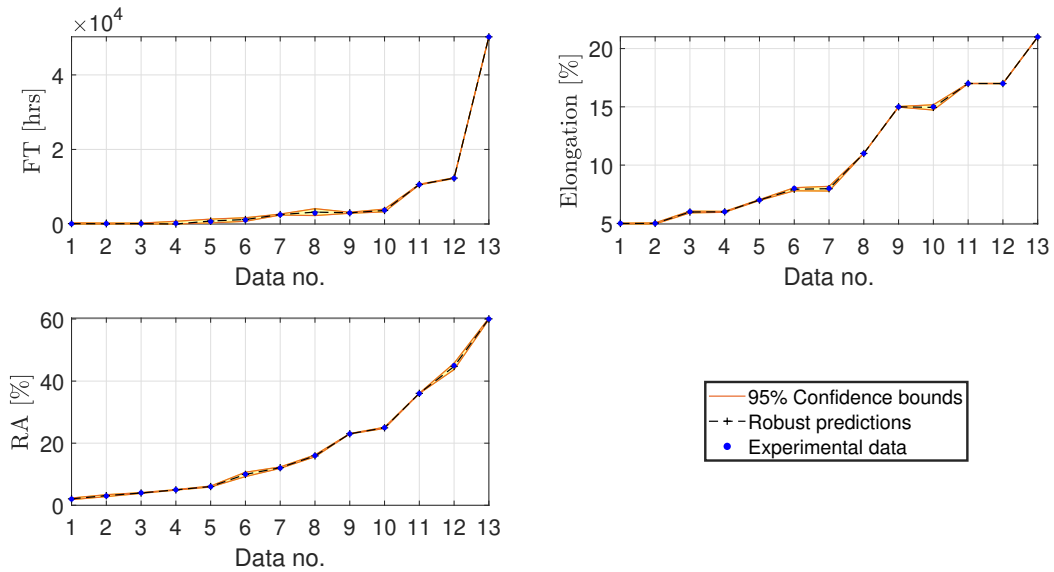 ×10⁴
4
2
0
FT [hrs]
1 2 3 4 5 6 7 8 9 10 11 12 13
Data no.
20
15
10
5
Elongation [%]
1 2 3 4 5 6 7 8 9 10 11 12 13
Data no.
60
40
20
0
RA [%]
1 2 3 4 5 6 7 8 9 10 11 12 13
Data no.
95% Confidence bounds
Robust predictions
Experimental data